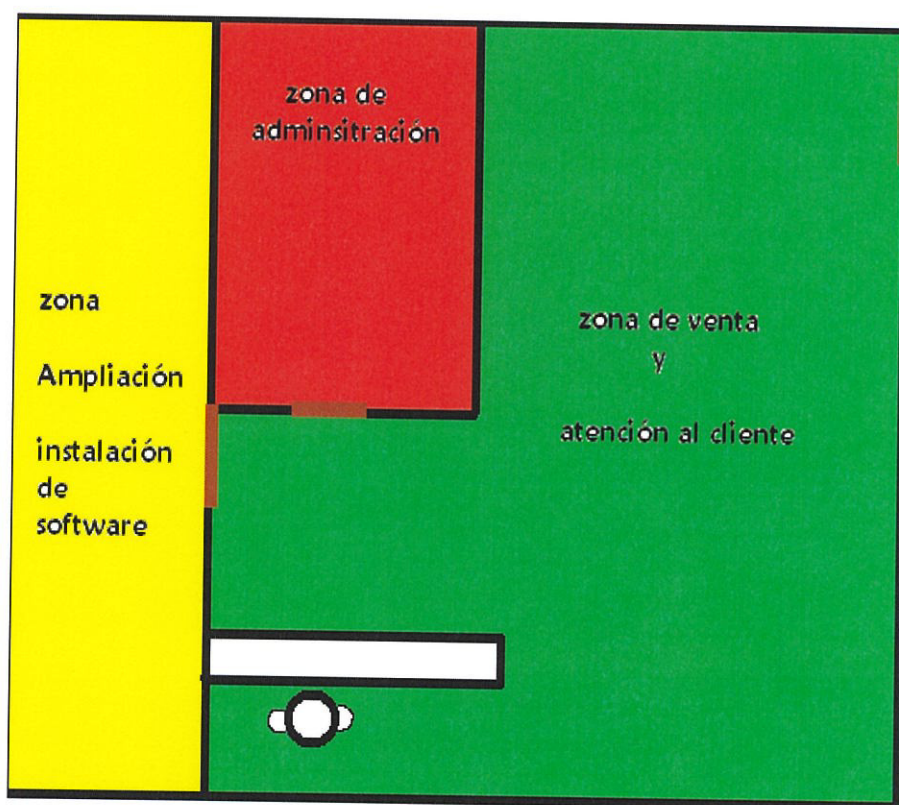 zona de
adminsitración
zona
Ampliación
instalación
de
software
zona de venta
y
atención al cliente